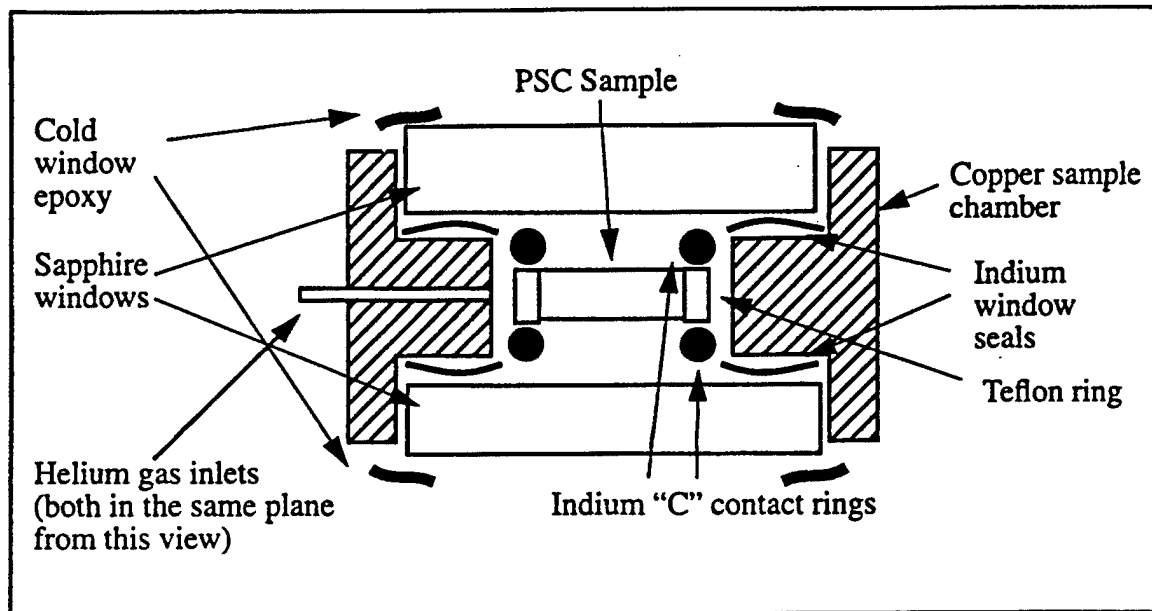 PSC Sample
Cold
window
epoxy
Copper sample
chamber
Sapphire
windows
Indium
window
seals
Teflon ring
Helium gas inlets
(both in the same plane
from this view)
Indium “C” contact rings